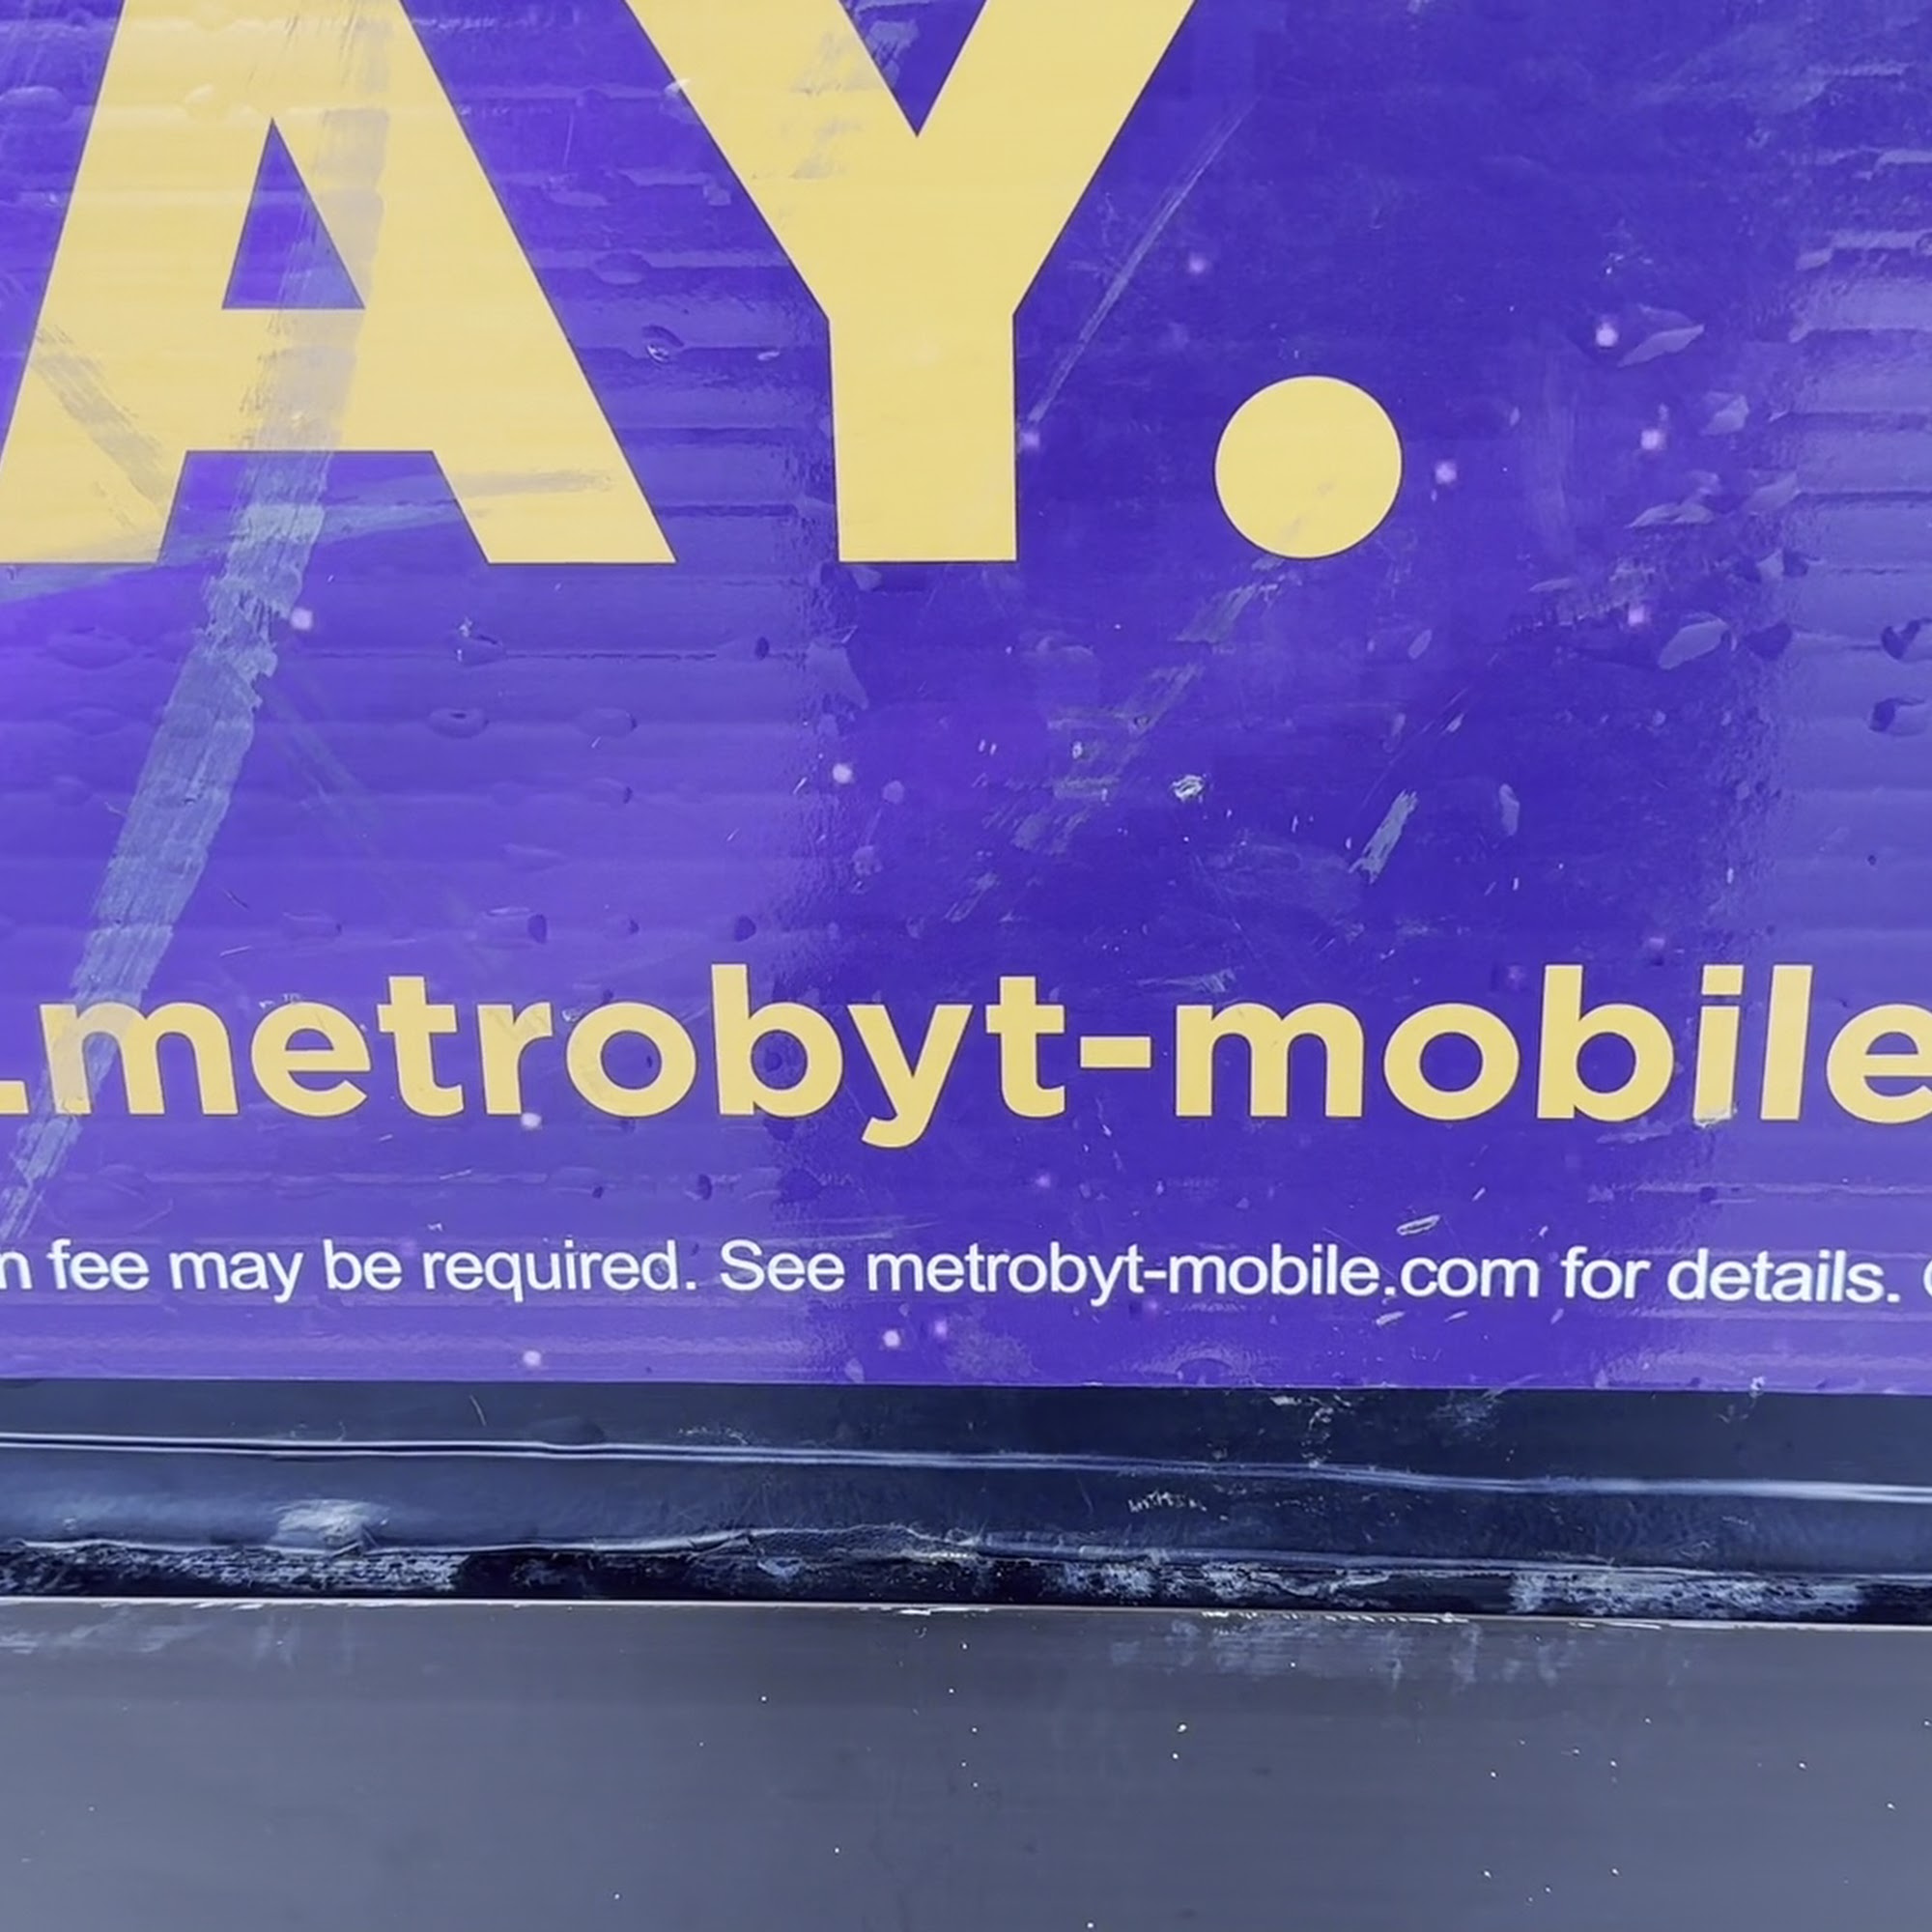 AY.
.metrobyt-mobile
n fee may be required. See metrobyt-mobile.com for details.